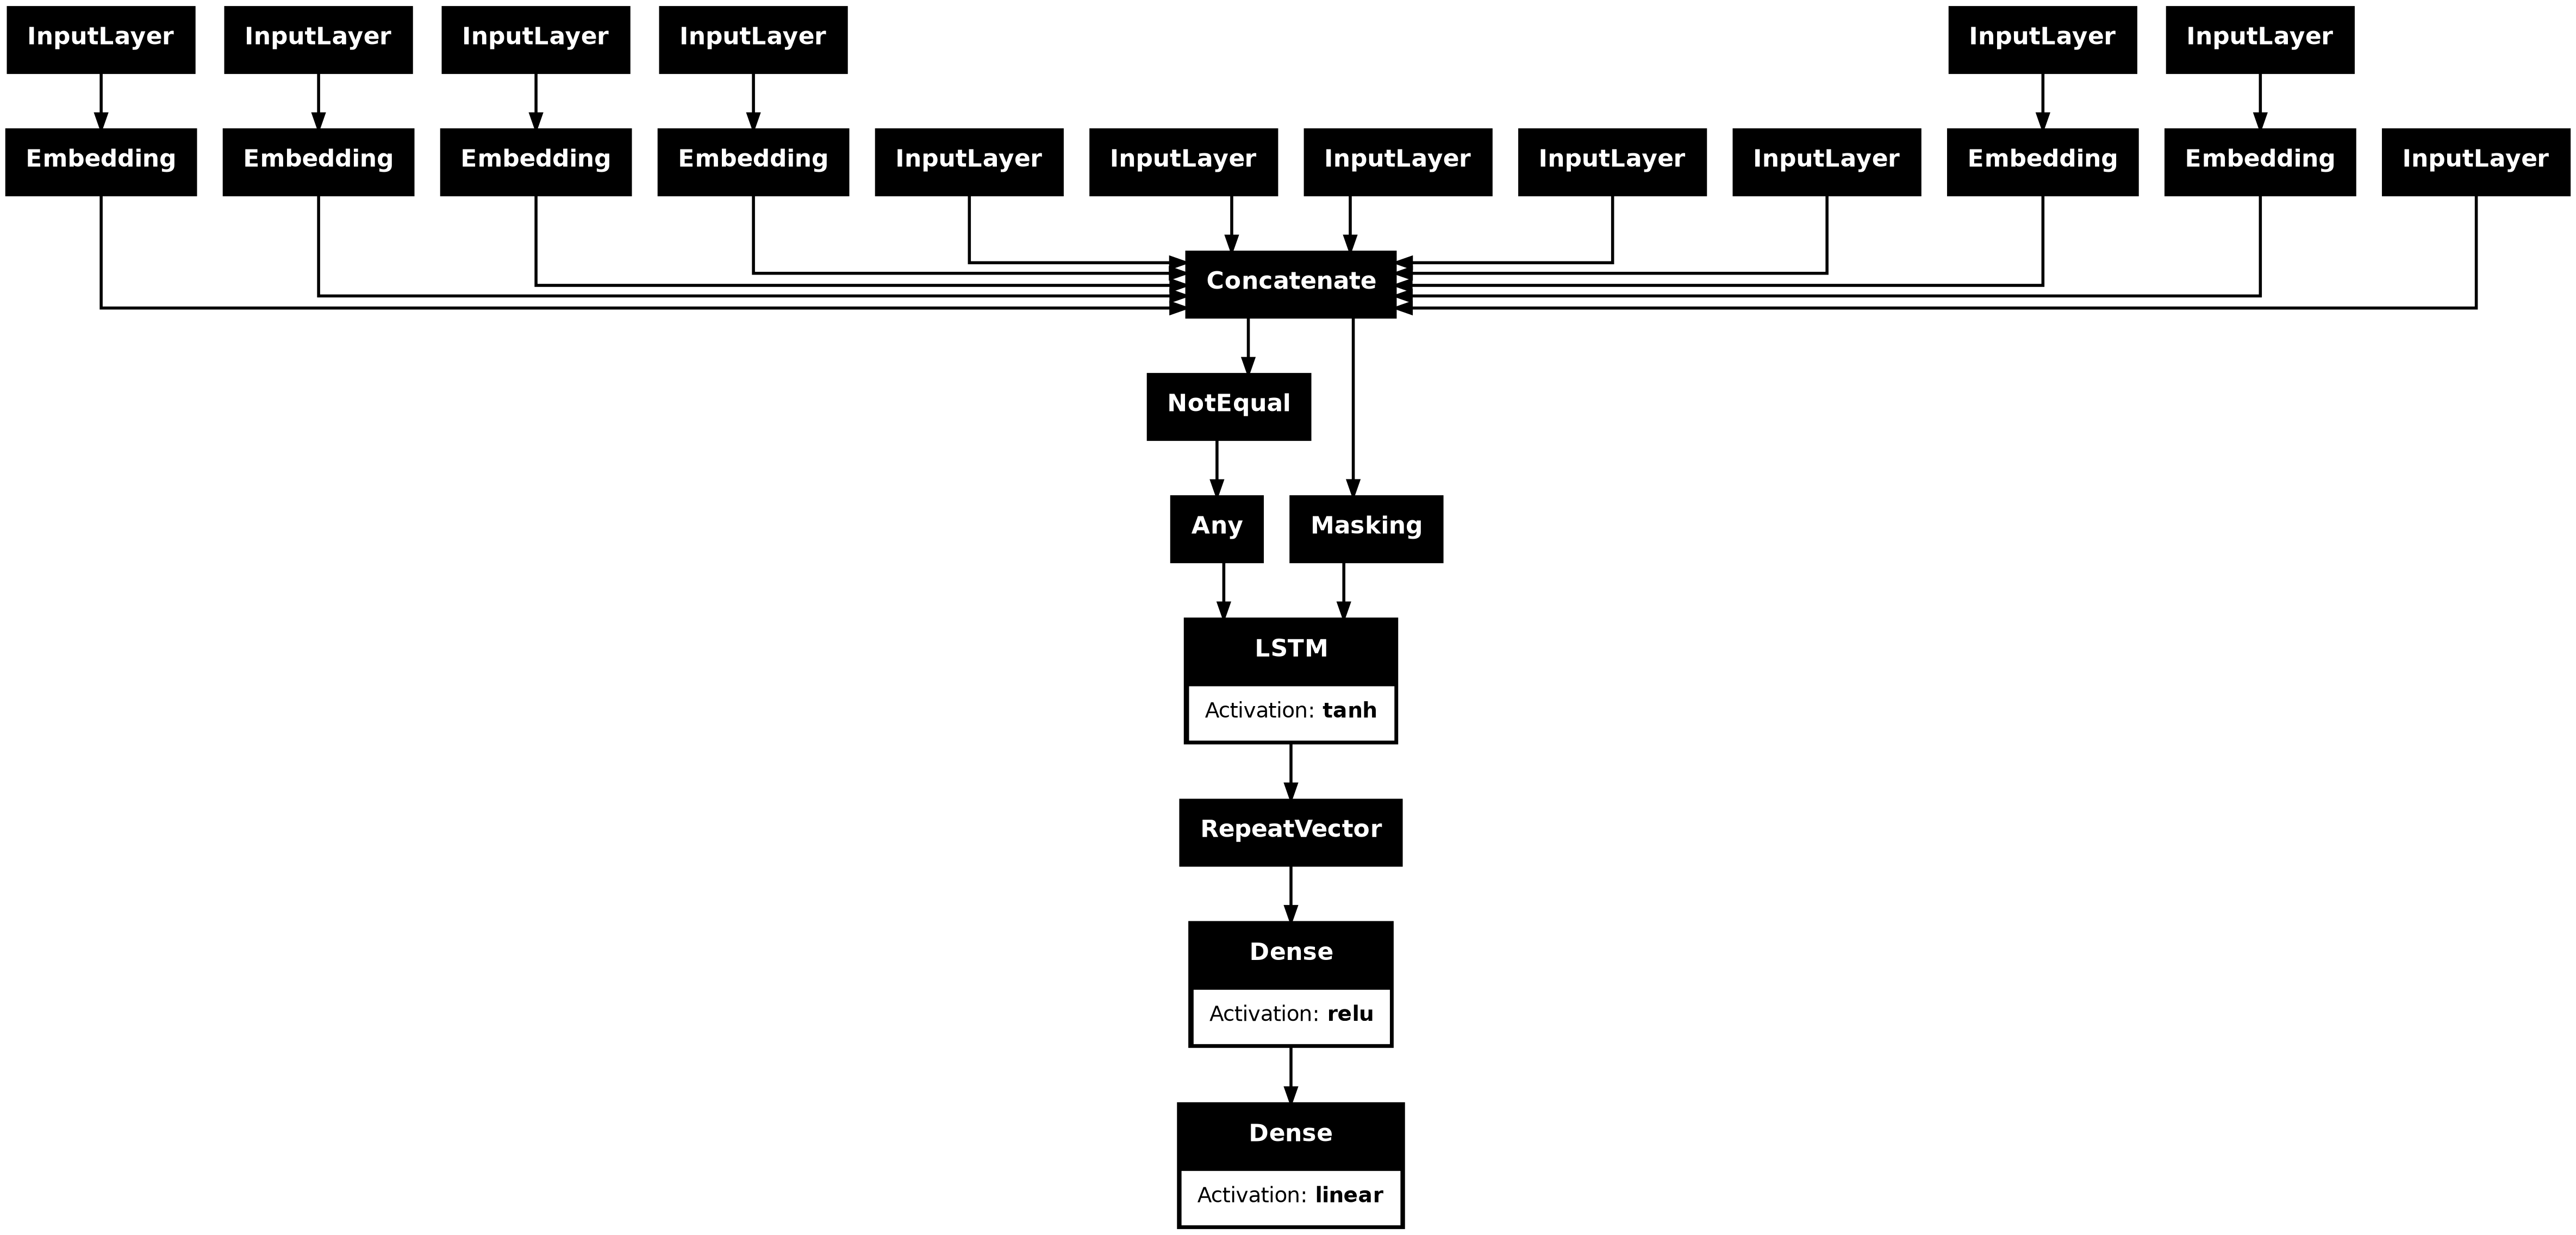 InputLayer InputLayer InputLayer InputLayer InputLayer InputLayer
Embedding Embedding Embedding Embedding InputLayer InputLayer InputLayer InputLayer InputLayer Embedding Embedding InputLayer
Concatenate
NotEqual
Any Masking
LSTM
Activation: tanh
RepeatVector
Dense
Activation: relu
Dense
Activation: linear